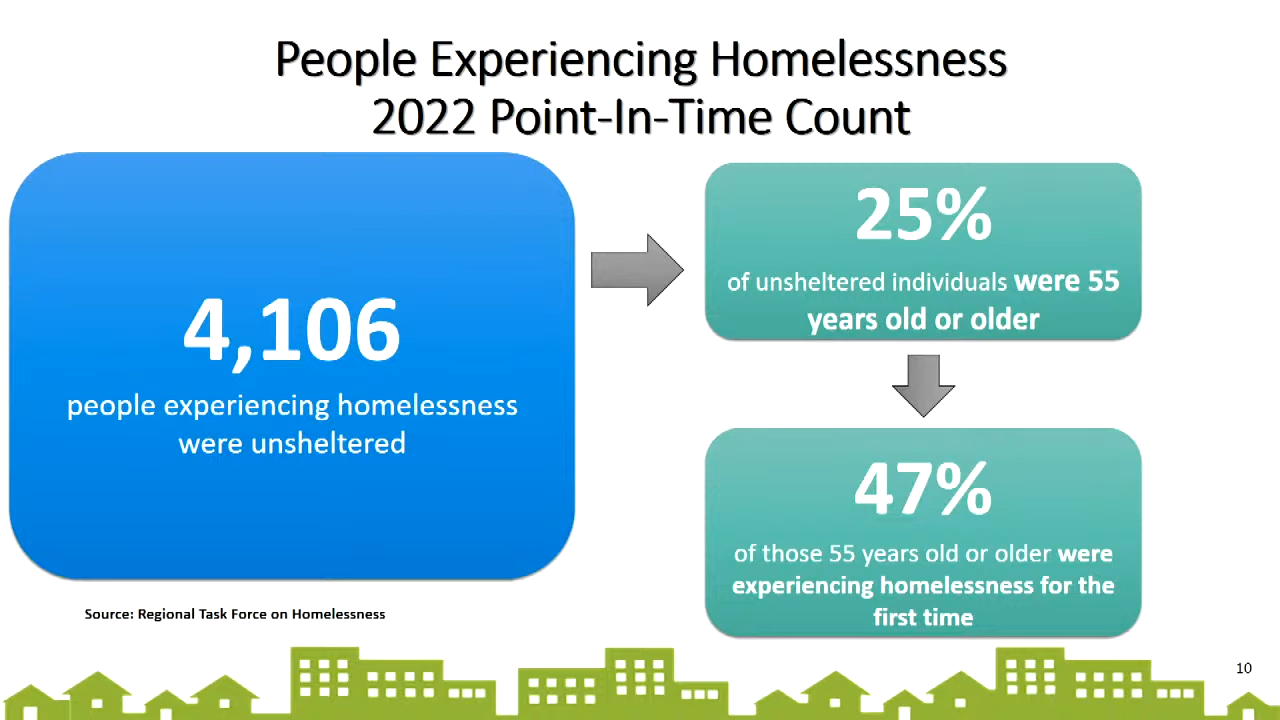 People Experiencing Homelessness
2022 Point-In-Time Count
4,106
people experiencing homelessness
were unsheltered
25%
of unsheltered individuals were 55
years old or older
47%
of those 55 years old or older were
experiencing homelessness for the
first time
Source: Regional Task Force on Homelessness
10